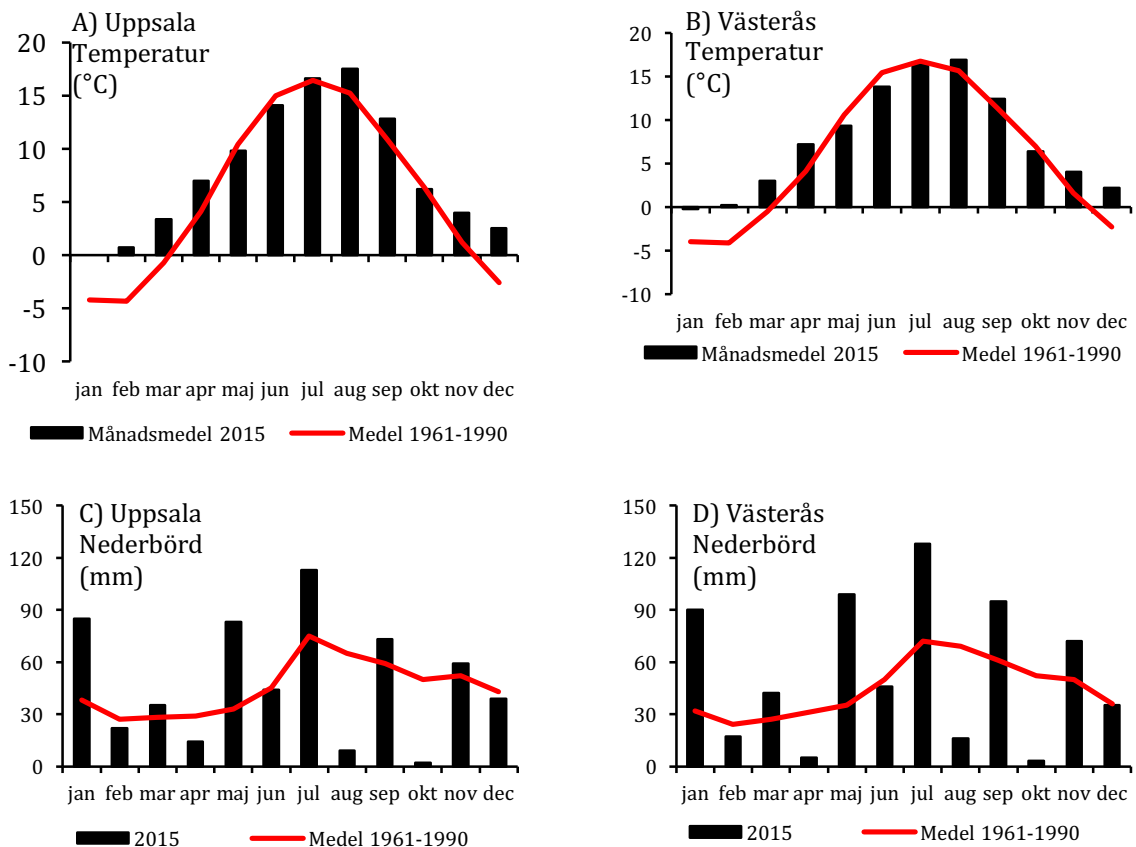 A) Uppsala
Temperatur
(°C)
20
15
10
5
0
-5
-10
jan feb mar apr maj jun jul aug sep okt nov dec
Månadsmedel 2015 Medel 1961-1990
B) Västerås
Temperatur
(°C)
20
15
10
5
0
-5
-10
jan feb mar apr maj jun jul aug sep okt nov dec
Månadsmedel 2015 Medel 1961-1990
C) Uppsala
Nederbörd
(mm)
150
120
90
60
30
0
jan feb mar apr maj jun jul aug sep okt nov dec
2015 Medel 1961-1990
D) Västerås
Nederbörd
(mm)
150
120
90
60
30
0
jan feb mar apr maj jun jul aug sep okt nov dec
2015 Medel 1961-1990